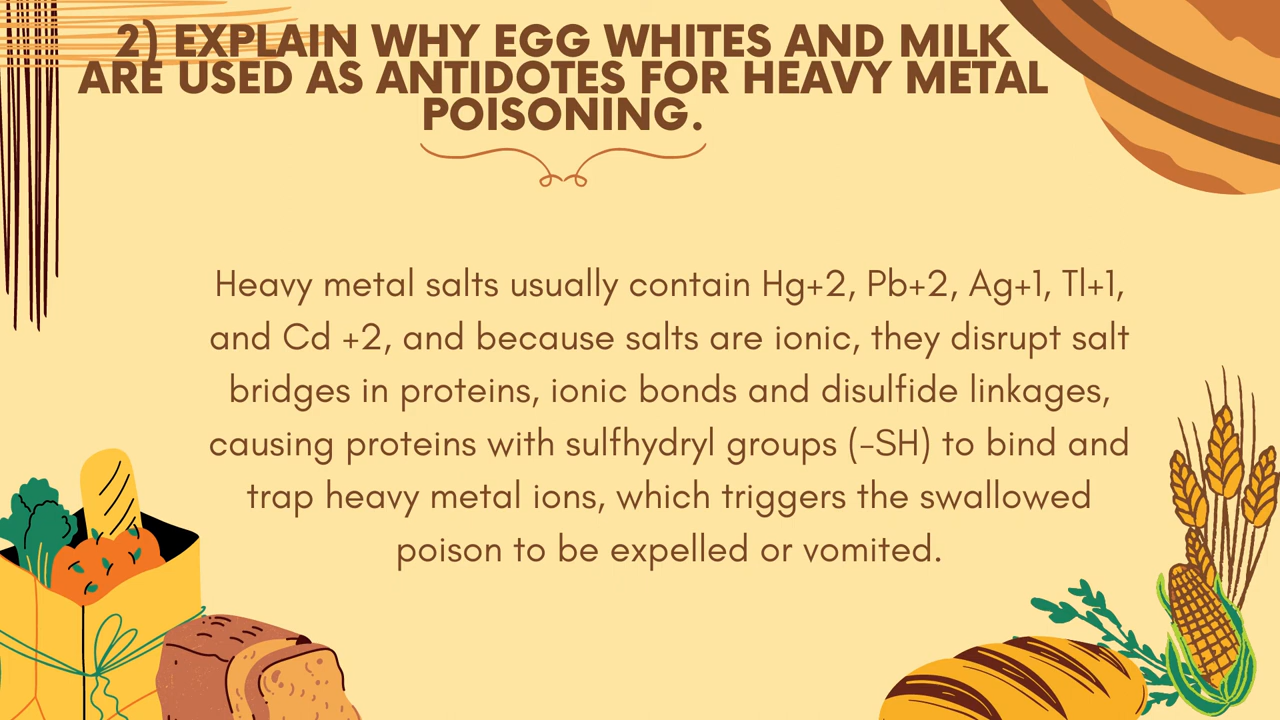 2) EXPLAIN WHY EGG WHITES AND MILK
ARE USED AS ANTIDOTES FOR HEAVY METAL
POISONING.
Heavy metal salts usually contain Hg+2, Pb+2, Ag+1, Tl+1,
and Cd +2, and because salts are ionic, they disrupt salt
bridges in proteins, ionic bonds and disulfide linkages,
causing proteins with sulfhydryl groups (-SH) to bind and
trap heavy metal ions, which triggers the swallowed
poison to be expelled or vomited.